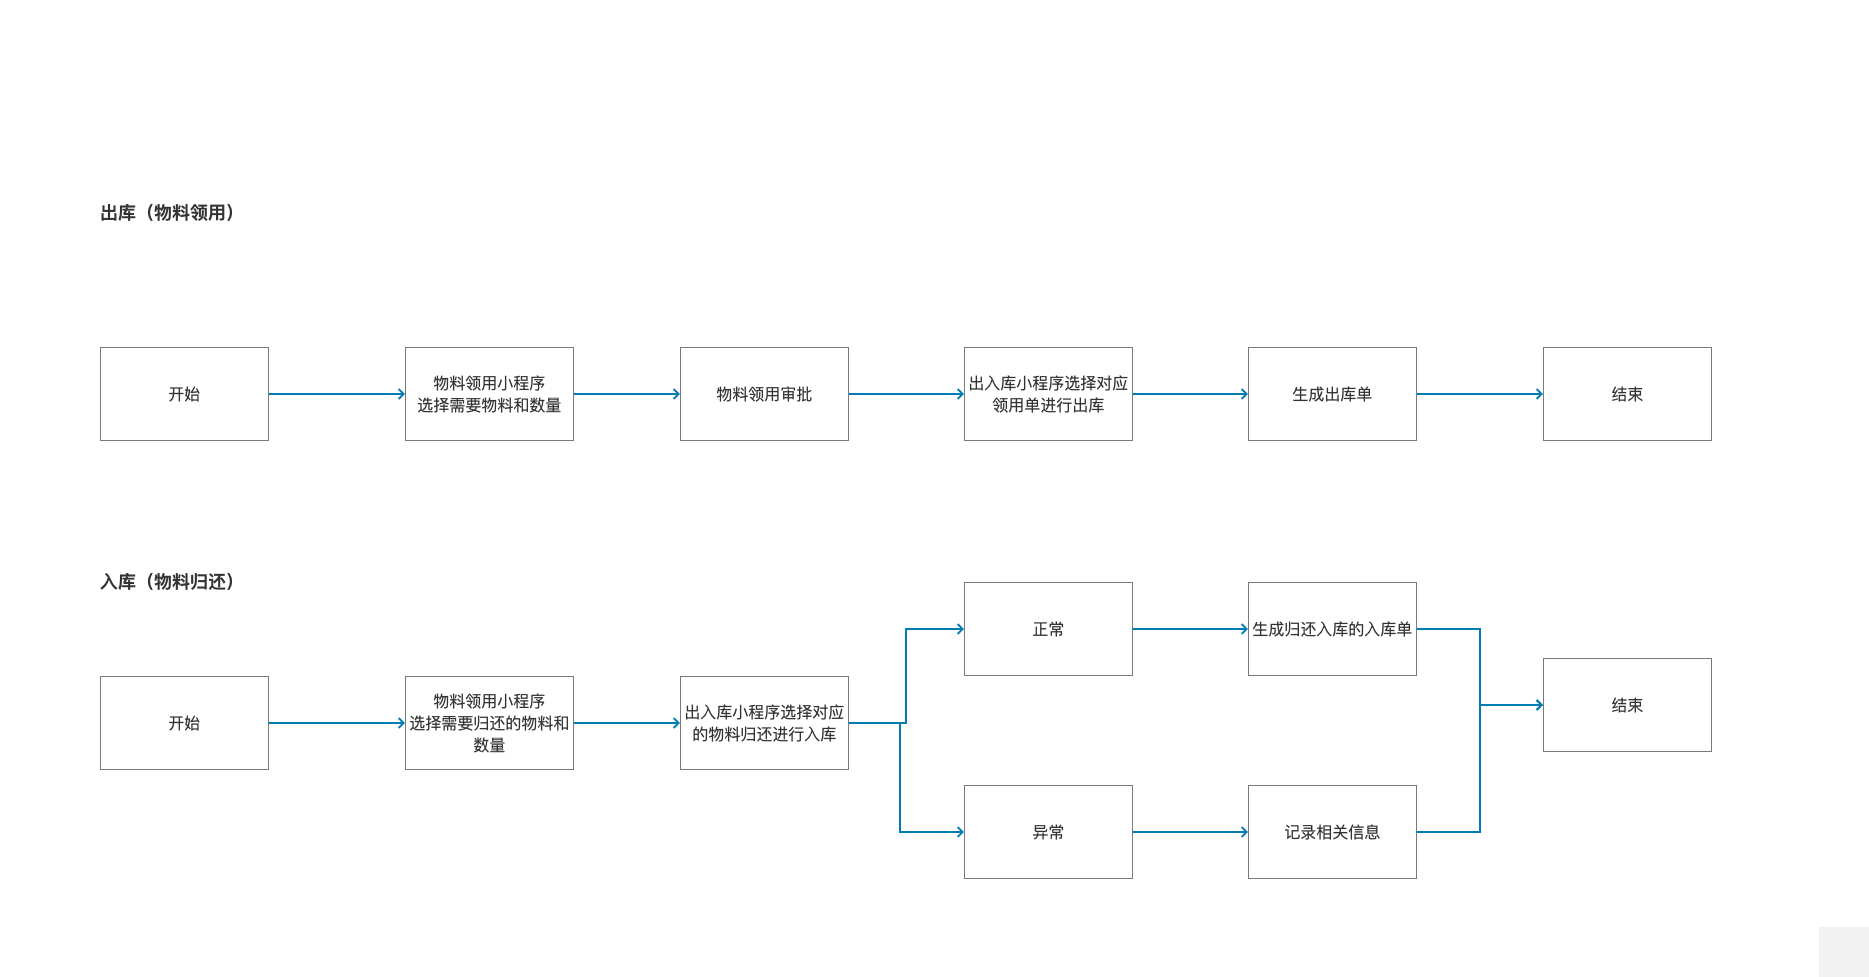 出库（物料领用）
开始
物料领用小程序
选择需要物料和数量
物料领用审批
出入库小程序选择对应
领用单进行出库
生成出库单
结束
入库（物料归还）
开始
物料领用小程序
选择需要归还的物料和
数量
出入库小程序选择对应
的物料归还进行入库
正常
生成归还入库的入库单
异常
记录相关信息
结束